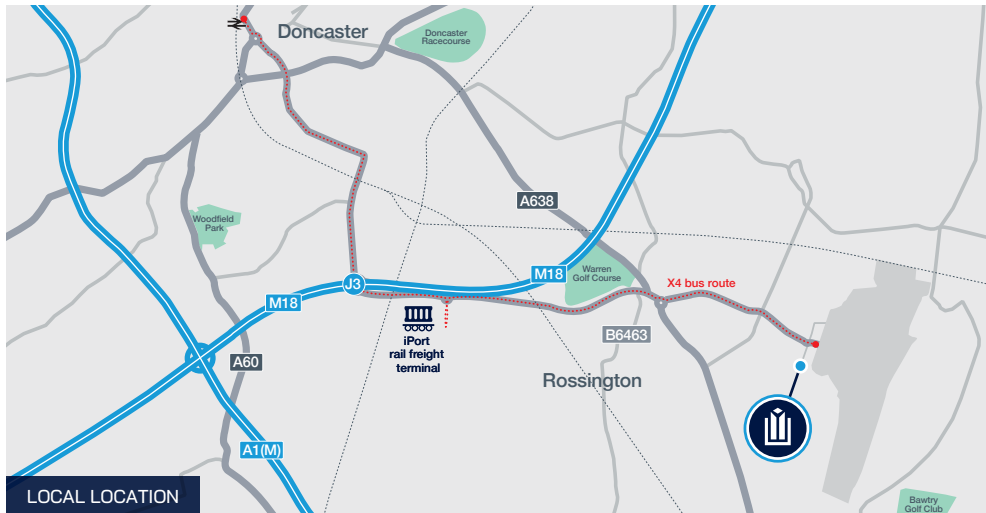 Doncaster
Doncaster
Racecourse
A638
Woodfield
Park
Warren
Golf Course
M18
J3
X4 bus route
M18
iPort
rail freight
terminal
B6463
A60
Rossington
A1(M)
LOCAL LOCATION
Bawtry
Golf Club